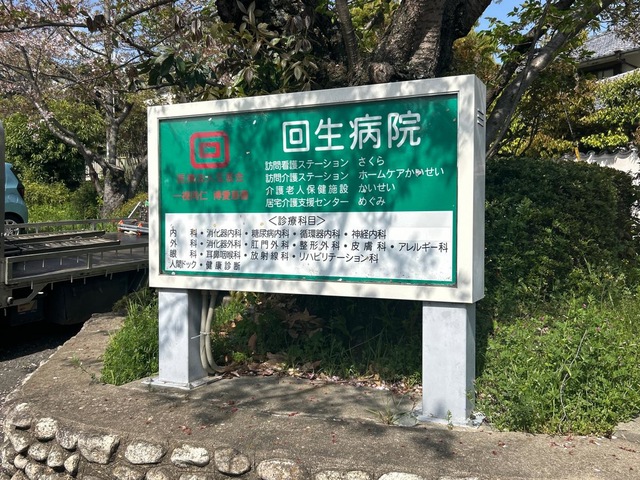 回生病院
訪問看護ステーション さくら
訪問介護ステーション ホームケアかいせい
介護老人保健施設 かいせい
居宅介護支援センター めぐみ
＜診療科目＞
内科・消化器内科・糖尿病内科・循環器内科・神経内科
外科・消化器外科・肛門外科・整形外科・皮膚科・アレルギー科
眼科・耳鼻咽喉科・放射線科・リハビリテーション科
人間ドック・健康診断